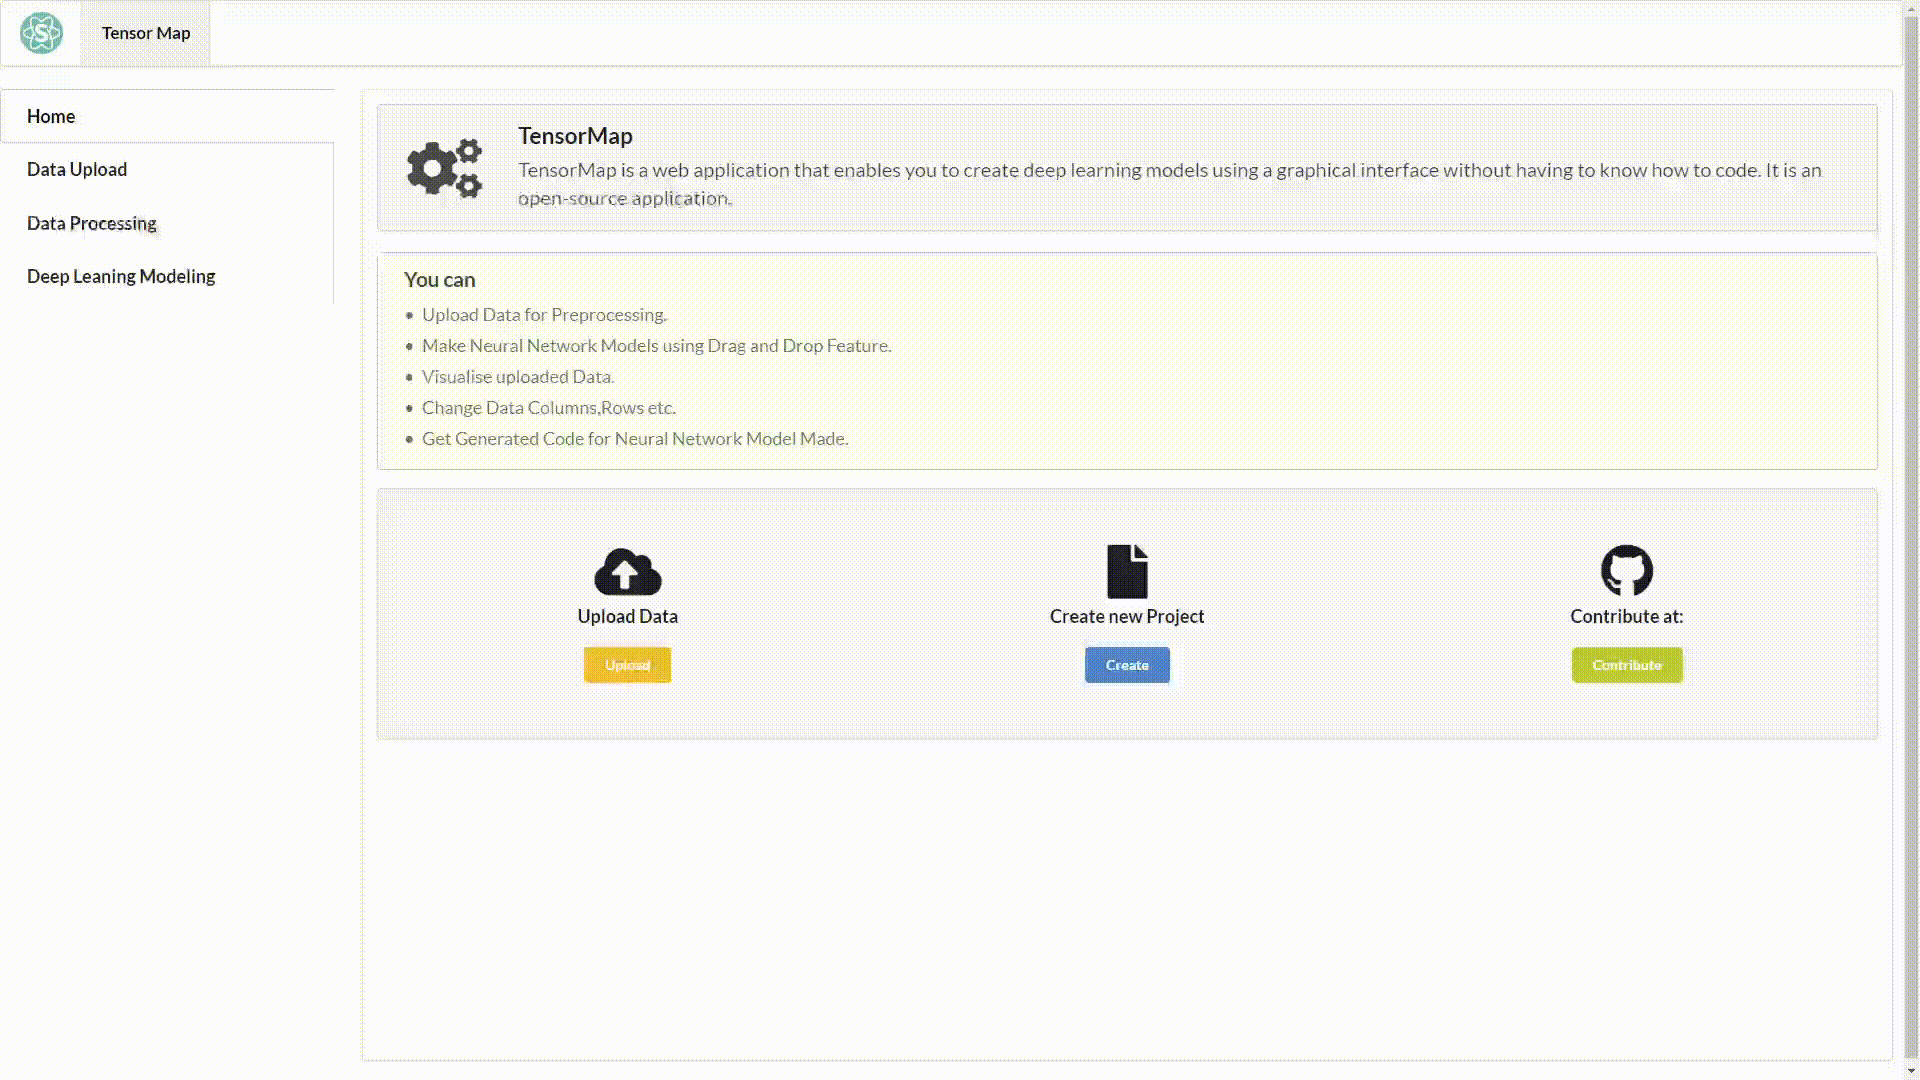 S
Tensor Map
Home
Data Upload
Data Processing
Deep Leaning Modeling
TensorMap
TensorMap is a web application that enables you to create deep learning models using a graphical interface without having to know how to code. It is an
open-source application.
You can
Upload Data for Preprocessing.
Make Neural Network Models using Drag and Drop Feature.
Visualise uploaded Data.
Change Data Columns,Rows etc.
Get Generated Code for Neural Network Model Made.
Upload Data
Create new Project
Contribute at:
Upload
Create
Contribute